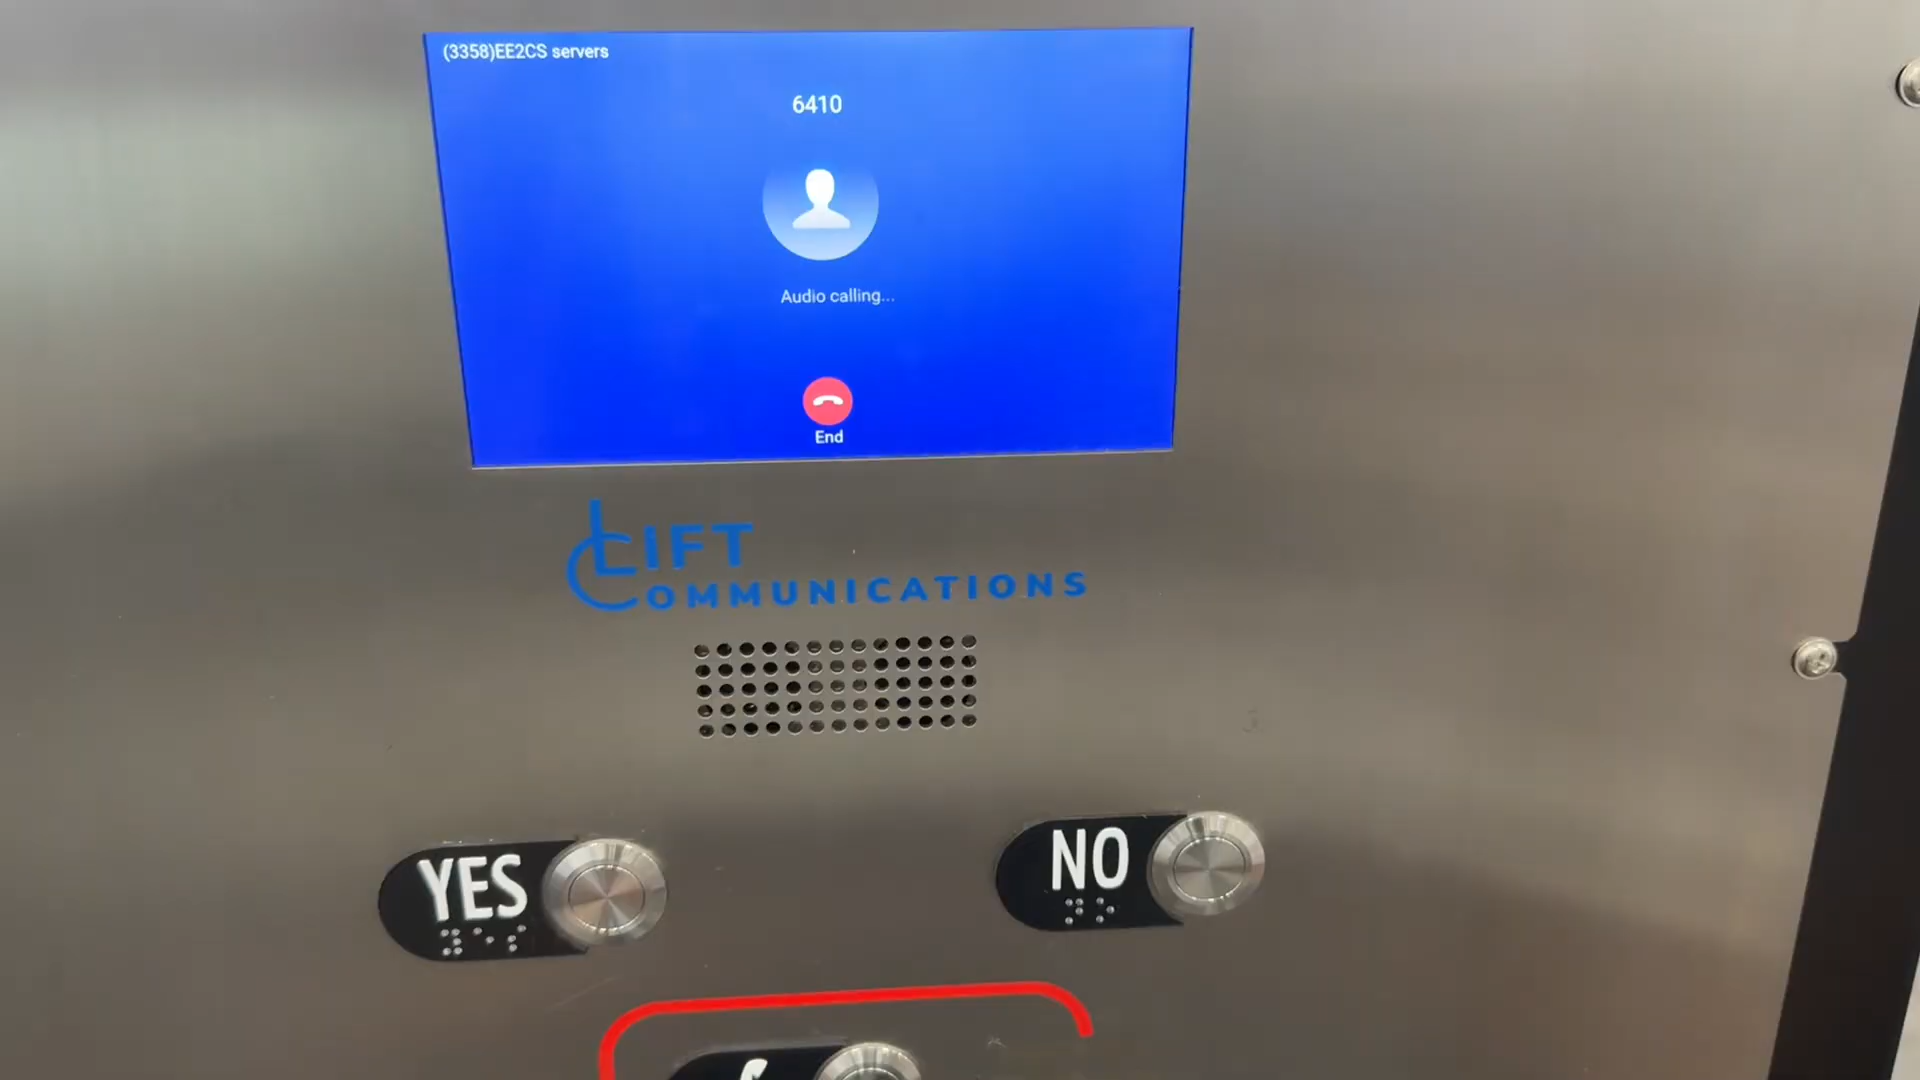 (3358)EE2CS servers
6410
Audio calling...
End
LIFT
COMMUNICATIONS
YES
NO